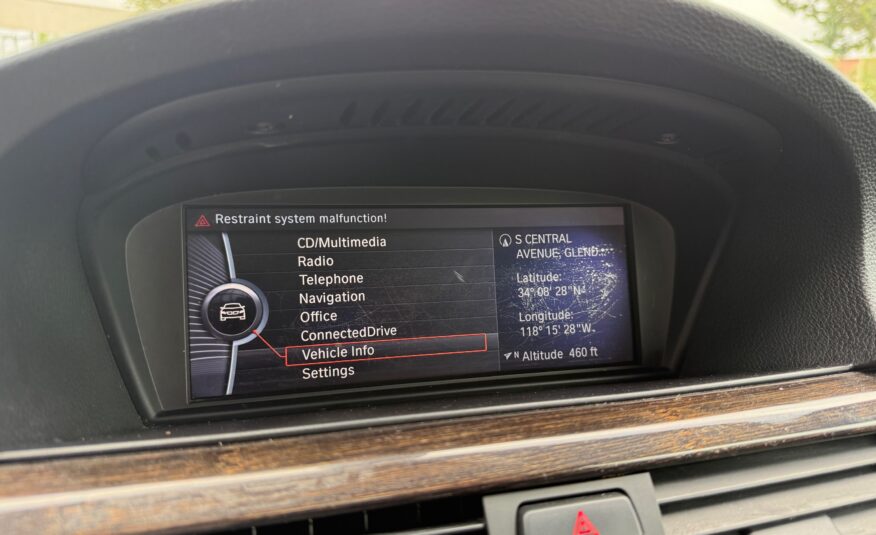 Restraint system malfunction!
CD/Multimedia
Radio
Telephone
Navigation
Office
ConnectedDrive
Vehicle Info
Settings
S CENTRAL
AVENUE, GLEND...
Latitude:
34° 08' 28"N
Longitude:
118° 15' 28"W
N Altitude 460 ft